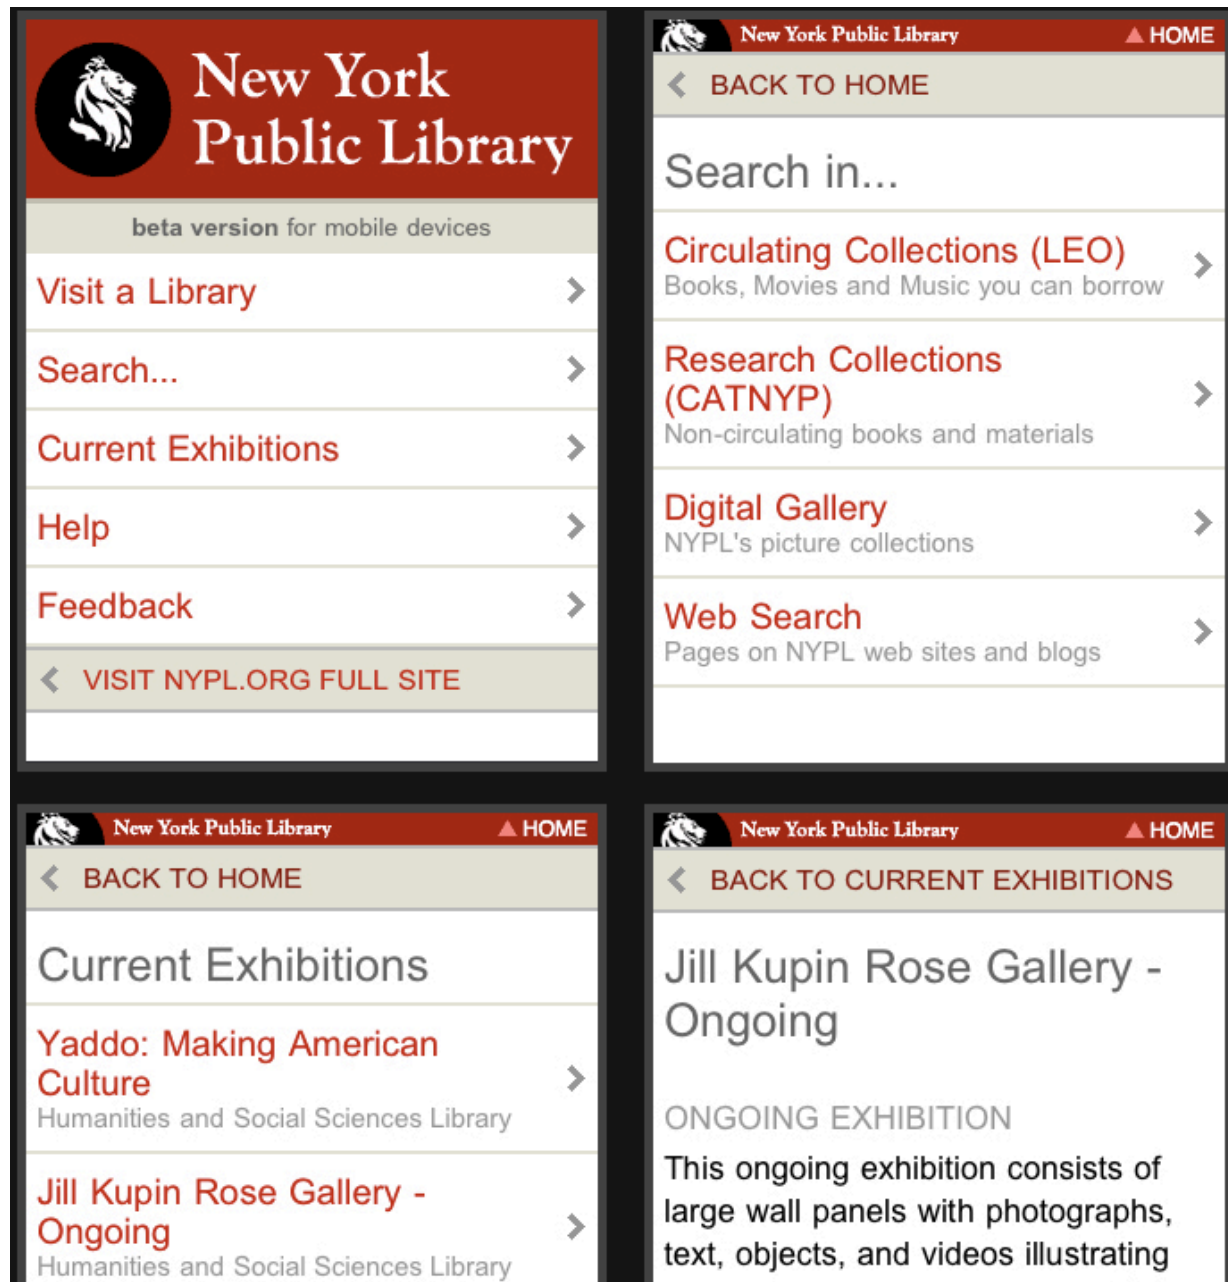 New York
Public Library
beta version for mobile devices
Visit a Library
Search...
Current Exhibitions
Help
Feedback
VISIT NYPL.ORG FULL SITE
New York Public Library
HOME
BACK TO HOME
Search in...
Circulating Collections (LEO)
Books, Movies and Music you can borrow
Research Collections
(CATNYP)
Non-circulating books and materials
Digital Gallery
NYPL's picture collections
Web Search
Pages on NYPL web sites and blogs
New York Public Library
HOME
BACK TO HOME
Current Exhibitions
Yaddo: Making American
Culture
Humanities and Social Sciences Library
Jill Kupin Rose Gallery -
Ongoing
Humanities and Social Sciences Library
New York Public Library
HOME
BACK TO CURRENT EXHIBITIONS
Jill Kupin Rose Gallery -
Ongoing
ONGOING EXHIBITION
This ongoing exhibition consists of
large wall panels with photographs,
text, objects, and videos illustrating